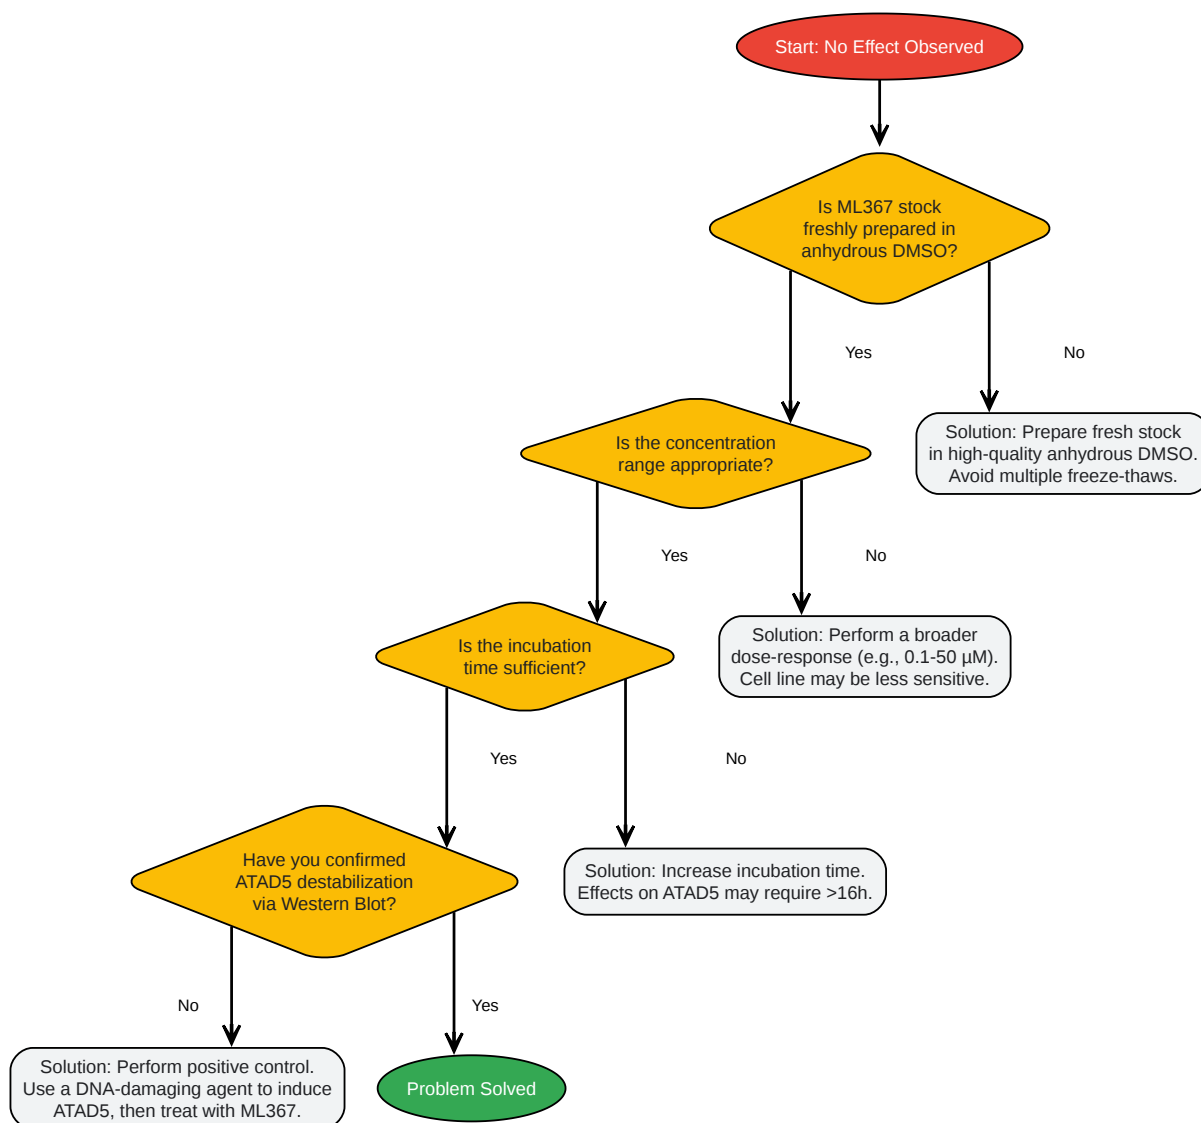 Start: No Effect Observed
Is ML367 stock
freshly prepared in
anhydrous DMSO?
Yes
No
Is the concentration
range appropriate?
Solution: Prepare fresh stock
in high-quality anhydrous DMSO.
Avoid multiple freeze-thaws.
Yes
No
Is the incubation
time sufficient?
Solution: Perform a broader
dose-response (e.g., 0.1-50 µM).
Cell line may be less sensitive.
Yes
No
Have you confirmed
ATAD5 destabilization
via Western Blot?
Solution: Increase incubation time.
Effects on ATAD5 may require >16h.
No
Yes
Solution: Perform positive control.
Use a DNA-damaging agent to induce
ATAD5, then treat with ML367.
Problem Solved